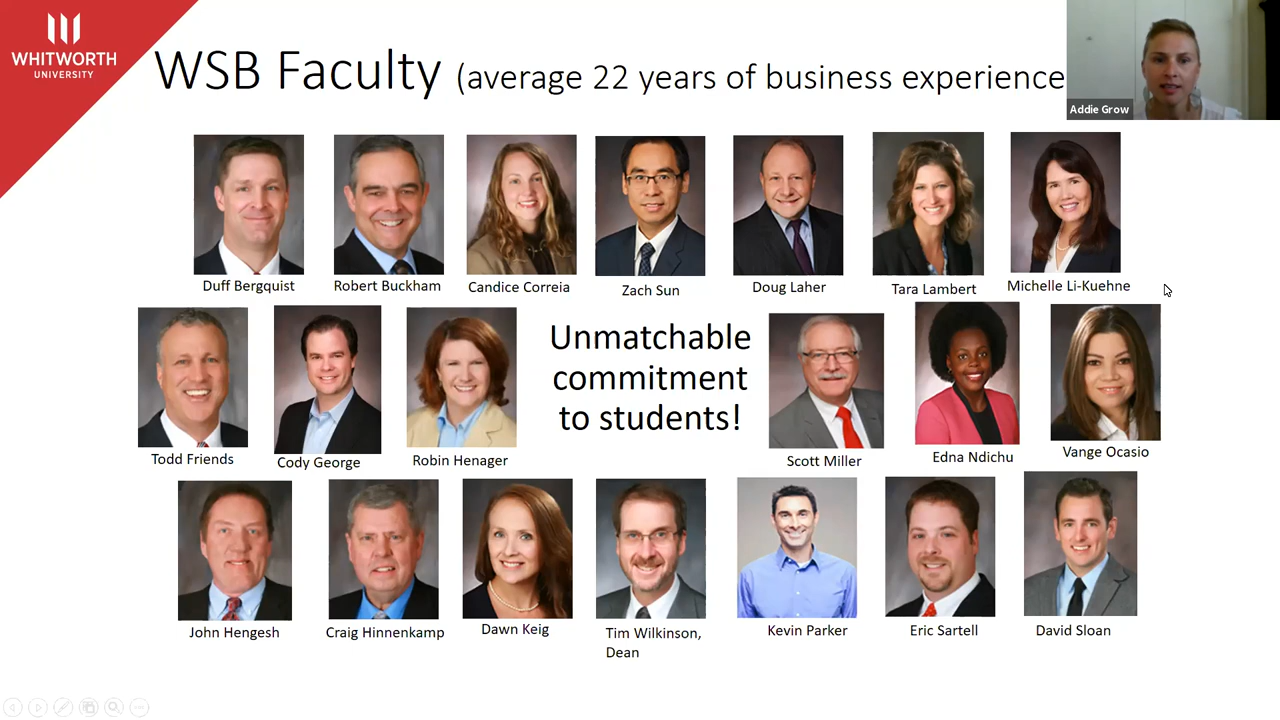 WHITWORTH
UNIVERSITY
WSB Faculty (average 22 years of business experience
Addie Grow
Duff Bergquist
Robert Buckham
Candice Correia
Zach Sun
Doug Laher
Tara Lambert
Michelle Li-Kuehne
Unmatchable
commitment
to students!
Todd Friends
Cody George
Robin Henager
Scott Miller
Edna Ndichu
Vange Ocasio
John Hengesh
Craig Hinnenkamp
Dawn Keig
Tim Wilkinson,
Dean
Kevin Parker
Eric Sartell
David Sloan